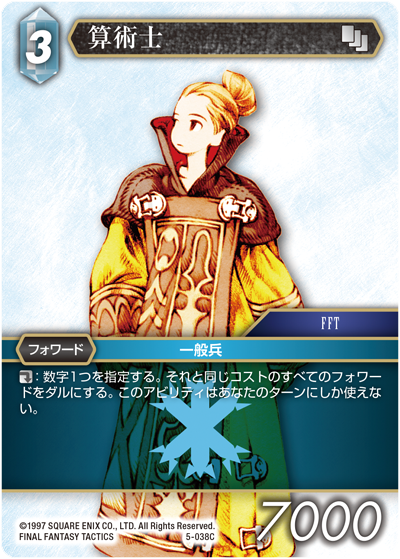 3
算術士
FFT
フォワード
一般兵
：数字1つを指定する。それと同じコストのすべてのフォワー
ドをダルにする。このアビリティはあなたのターンにしか使えな
い。
©1997 SQUARE ENIX CO., LTD. All Rights Reserved.
FINAL FANTASY TACTICS
5-038C
7000